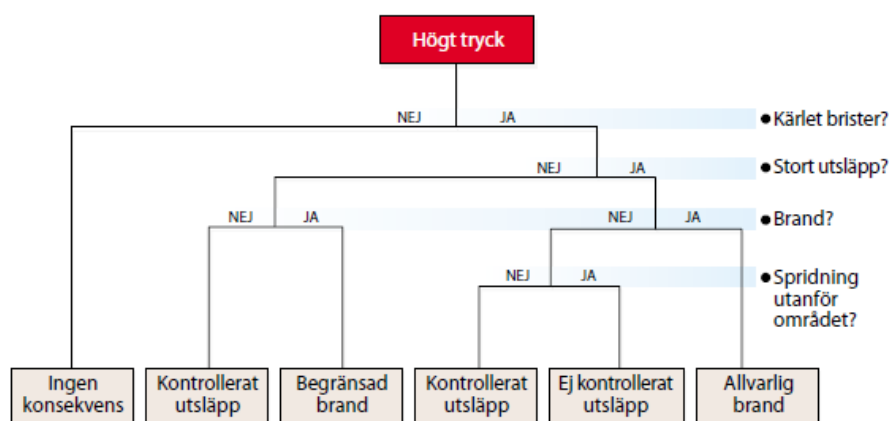 Högt tryck
NEJ JA ● Kärlet brister?
NEJ JA ● Stort utsläpp?
NEJ JA NEJ JA ● Brand?
NEJ JA ● Spridning
utanför
området?
Ingen Kontrollerat Begränsad Kontrollerat Ej kontrollerat Allvarlig
konsekvens utsläpp brand utsläpp utsläpp brand